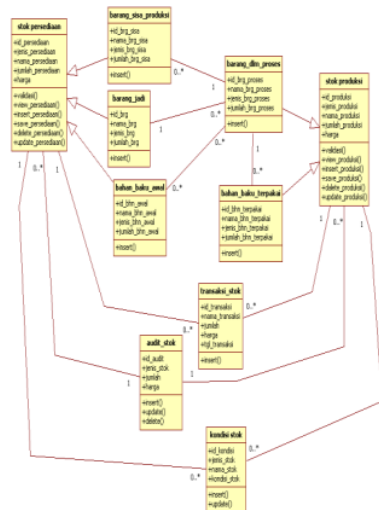 stok persediaan
+id_persediaan
+jenis_persediaan
+nama_persediaan
+jumlah_persediaan
+harga
+validasi()
+view_persediaan()
+insert_persediaan()
+save_persediaan()
+delete_persediaan()
+update_persediaan()
barang_sisa_produksi
+id_brg_sisa
+nama_brg_sisa
+jenis_brg_sisa
+jumlah_brg_sisa
+insert()
barang_jadi
+id_brg
+nama_brg
+jenis_brg
+jumlah_brg
+insert()
bahan_baku_awal
+id_bhn_awal
+nama_bhn_awal
+jenis_bhn_awal
+jumlah_bhn_awal
+insert()
barang_dlm_proses
+id_brg_proses
+nama_brg_proses
+jenis_brg_proses
+jumlah_brg_proses
+insert()
bahan_baku_terpakai
+id_bhn_terpakai
+nama_bhn_terpakai
+jenis_bhn_terpakai
+jumlah_bhn_terpakai
+insert()
stok produksi
+id_produksi
+jenis_produksi
+nama_produksi
+jumlah_produksi
+harga
+validasi()
+view_produksi()
+insert_produksi()
+save_produksi()
+delete_produksi()
+update_produksi()
transaksi_stok
+id_transaksi
+nama_transaksi
+jumlah
+harga
+tgl_transaksi
+insert()
audit_stok
+id_audit
+jenis_stok
+jumlah
+harga
+insert()
+update()
+delete()
kondisi stok
+id_kondisi
+jenis_stok
+nama_stok
+kondisi_stok
+insert()
+update()
1
0..*
1
0..*
1
0..*
1
0..*
1
0..*
1
1
0..*
1
0..*
0..*
1
1
0..*
0..*